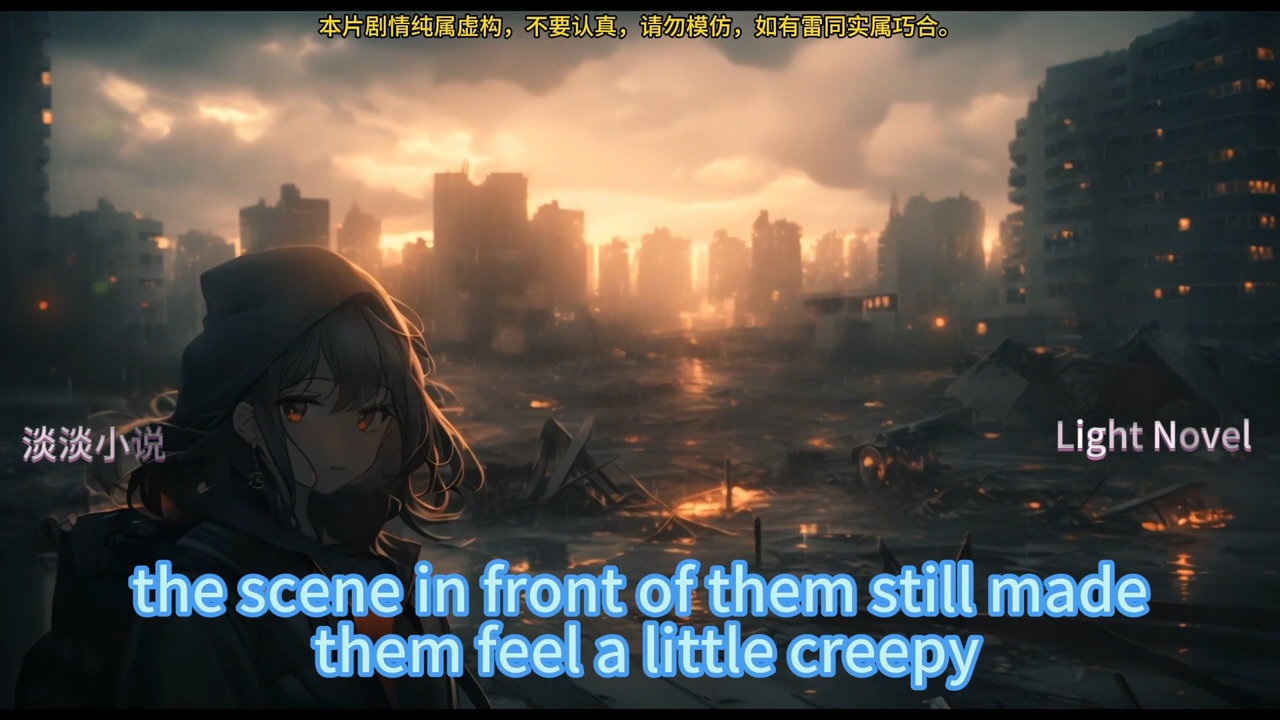 本片剧情纯属虚构，不要认真，请勿模仿，如有雷同实属巧合。
淡淡小说
Light Novel
the scene in front of them still made
them feel a little creepy